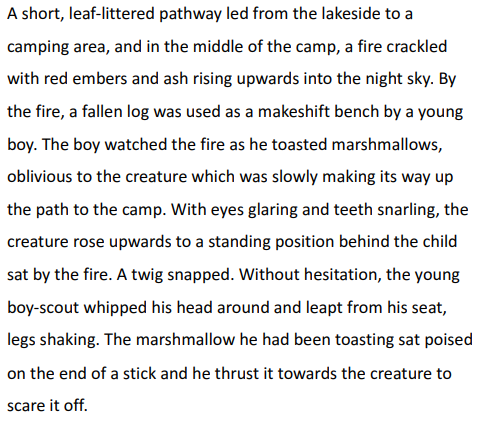 A short, leaf-littered pathway led from the lakeside to a
camping area, and in the middle of the camp, a fire crackled
with red embers and ash rising upwards into the night sky. By
the fire, a fallen log was used as a makeshift bench by a young
boy. The boy watched the fire as he toasted marshmallows,
oblivious to the creature which was slowly making its way up
the path to the camp. With eyes glaring and teeth snarling, the
creature rose upwards to a standing position behind the child
sat by the fire. A twig snapped. Without hesitation, the young
boy-scout whipped his head around and leapt from his seat,
legs shaking. The marshmallow he had been toasting sat poised
on the end of a stick and he thrust it towards the creature to
scare it off.